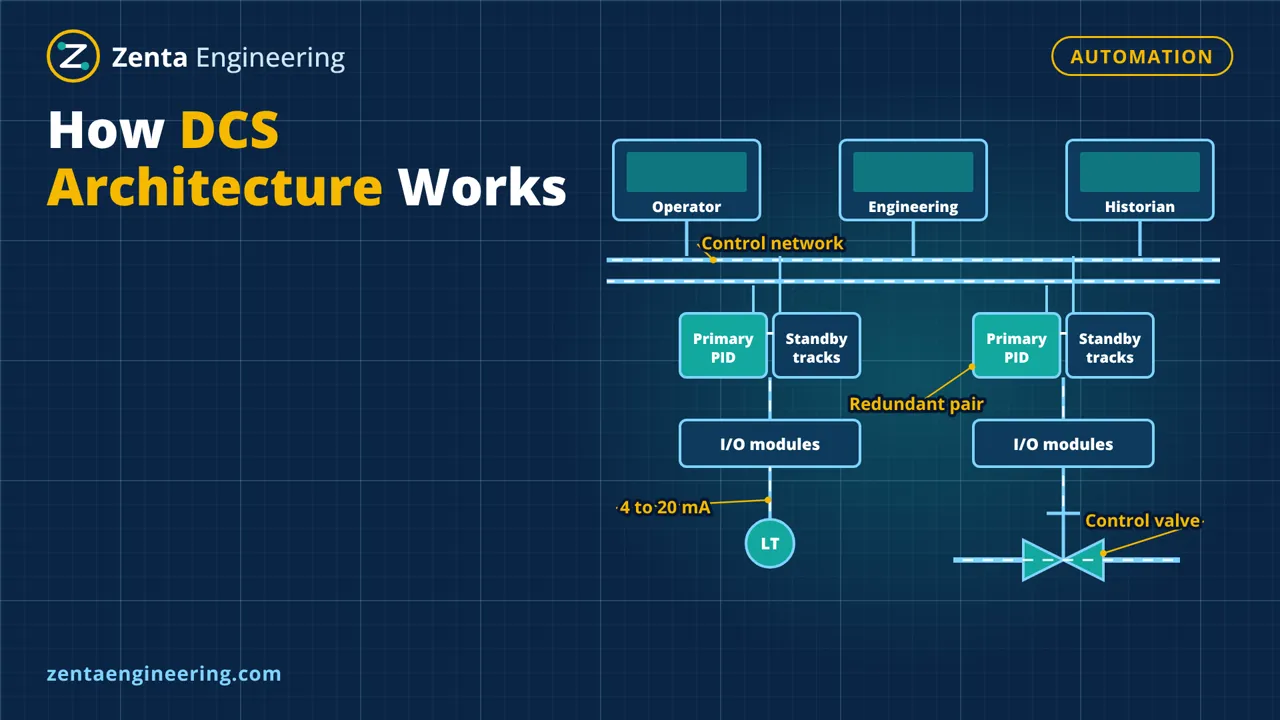 Zenta Engineering
AUTOMATION
How DCS
Architecture Works
Operator
Engineering
Historian
Control network
Primary
PID
Standby
tracks
Primary
PID
Standby
tracks
Redundant pair
I/O modules
I/O modules
4 to 20 mA
Control valve
LT
zentaengineering.com